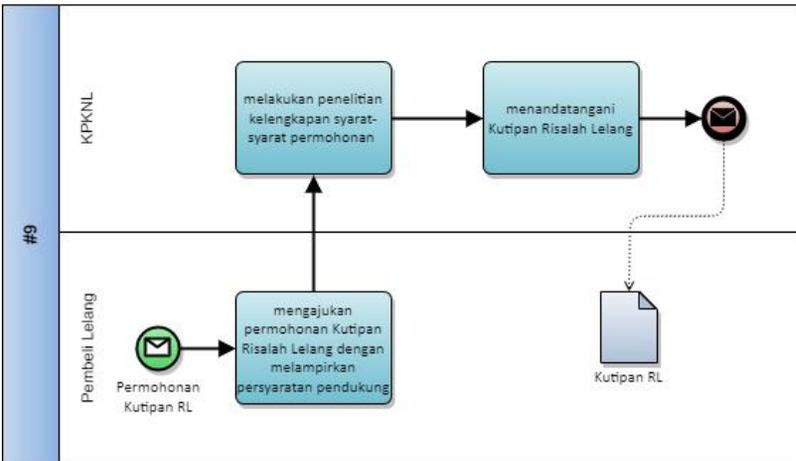 #9
KPKNL
melakukan penelitian
kelengkapan syarat-
syarat permohonan
menandatangani
Kutipan Risalah Lelang
Pembeli Lelang
Permohonan
Kutipan RL
mengajukan
permohonan Kutipan
Risalah Lelang dengan
melampirkan
persyaratan pendukung
Kutipan RL